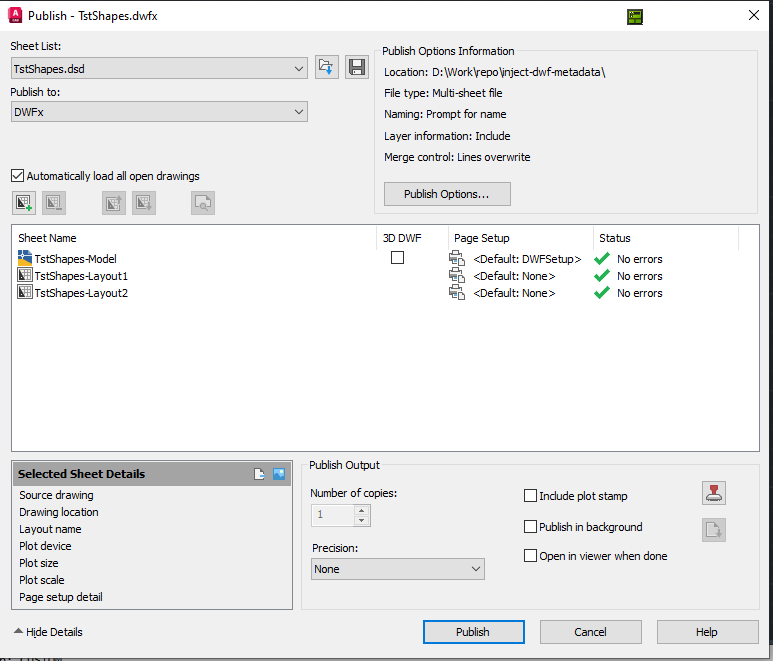 Publish - TstShapes.dwfx
Sheet List:
TstShapes.dsd
Publish to:
DWFx
Automatically load all open drawings
Publish Options Information
Location: D:\Work\repo\inject-dwf-metadata\
File type: Multi-sheet file
Naming: Prompt for name
Layer information: Include
Merge control: Lines overwrite
Publish Options...
Sheet Name 3D DWF Page Setup Status
TstShapes-Model <Default: DWFSetup> No errors
TstShapes-Layout1 <Default: None> No errors
TstShapes-Layout2 <Default: None> No errors
Selected Sheet Details
Source drawing
Drawing location
Layout name
Plot device
Plot size
Plot scale
Page setup detail
Publish Output
Number of copies:
1
Precision:
None
Include plot stamp
Publish in background
Open in viewer when done
Hide Details
Publish Cancel Help